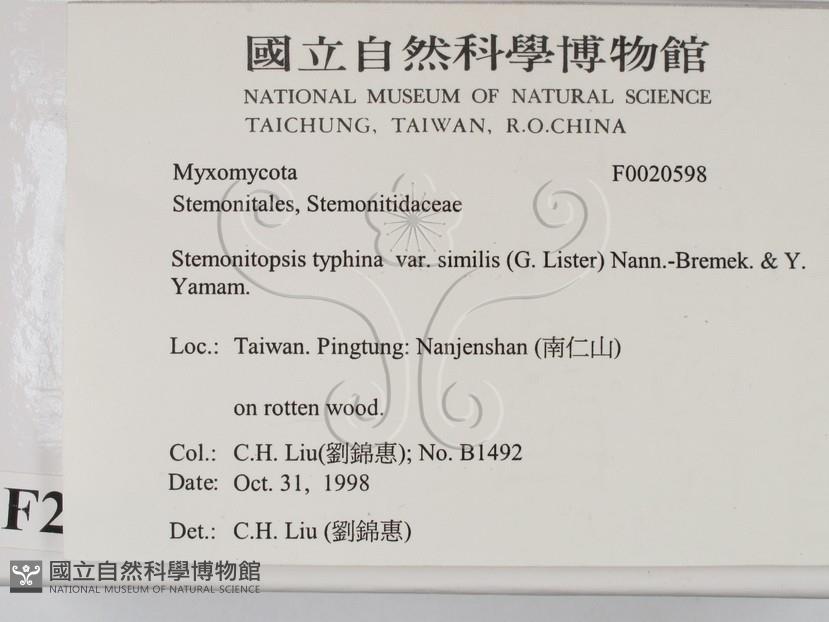 國立自然科學博物館
NATIONAL MUSEUM OF NATURAL SCIENCE
TAICHUNG, TAIWAN, R.O.CHINA
Myxomycota F0020598
Stemonitales, Stemonitidaceae
Stemonitopsis typhina var. similis (G. Lister) Nann.-Bremek. & Y.
Yamam.
Loc.: Taiwan. Pingtung: Nanjenshan (南仁山)
on rotten wood.
Col.: C.H. Liu(劉錦惠); No. B1492
Date: Oct. 31, 1998
Det.: C.H. Liu (劉錦惠)
F2
國立自然科學博物館
NATIONAL MUSEUM OF NATURAL SCIENCE